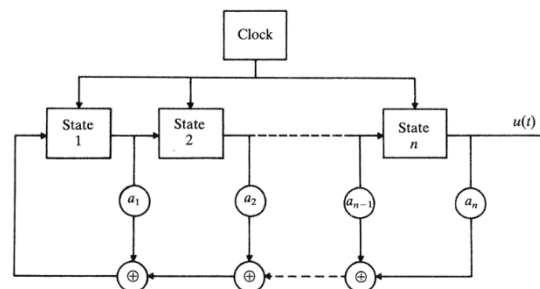 Clock
State
1
State
2
State
n
u(t)
a₁
a₂
aₙ₋₁
aₙ
⊕ ⊕ ⊕